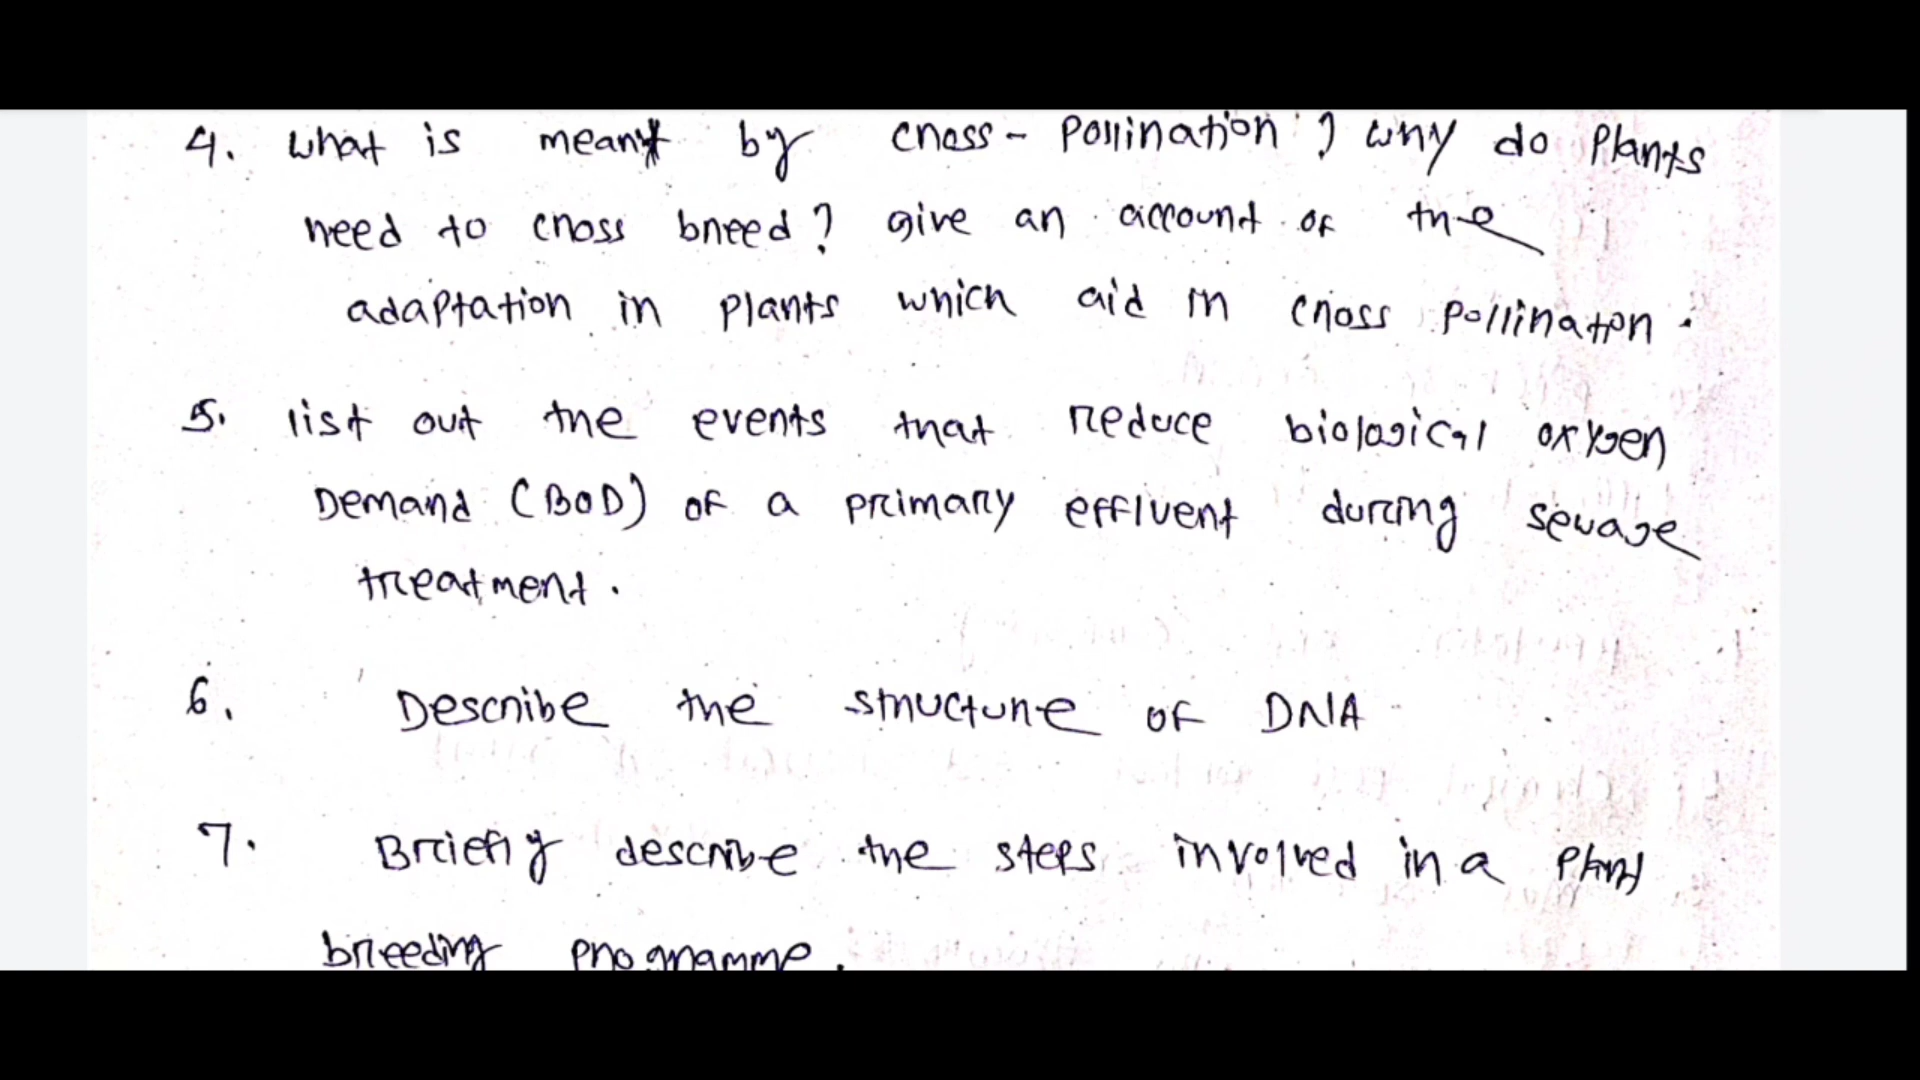 4. what is meant by cross - pollination ? why do plants
need to cross breed ? give an account of the
adaptation in plants which aid in cross pollination .
5. list out the events that reduce biological oxygen
Demand (BOD) of a primary effluent during sewage
treatment .
6. Describe the structure of DNA
7. Briefly describe the steps involved in a plant
breeding programme .